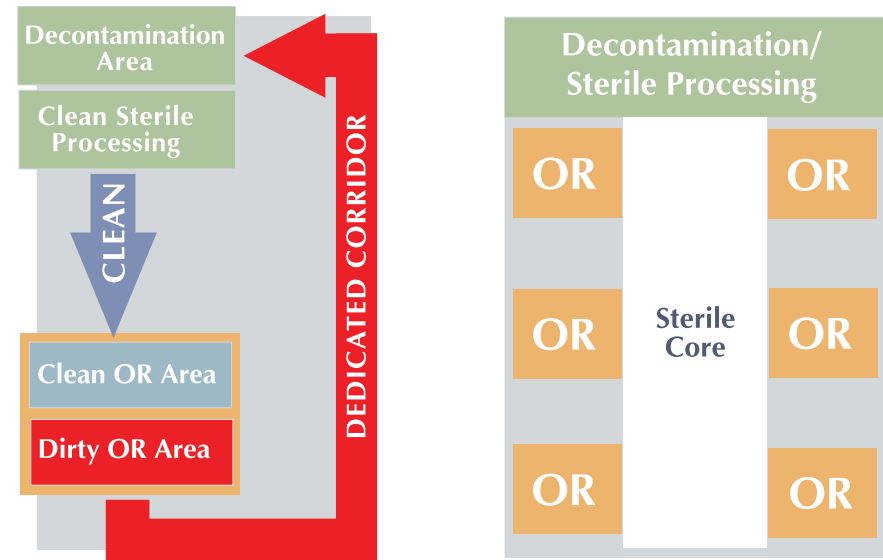 Decontamination
Area
Clean Sterile
Processing
CLEAN
Clean OR Area
Dirty OR Area
DEDICATED CORRIDOR
Decontamination/
Sterile Processing
OR
OR
OR
Sterile
Core
OR
OR
OR